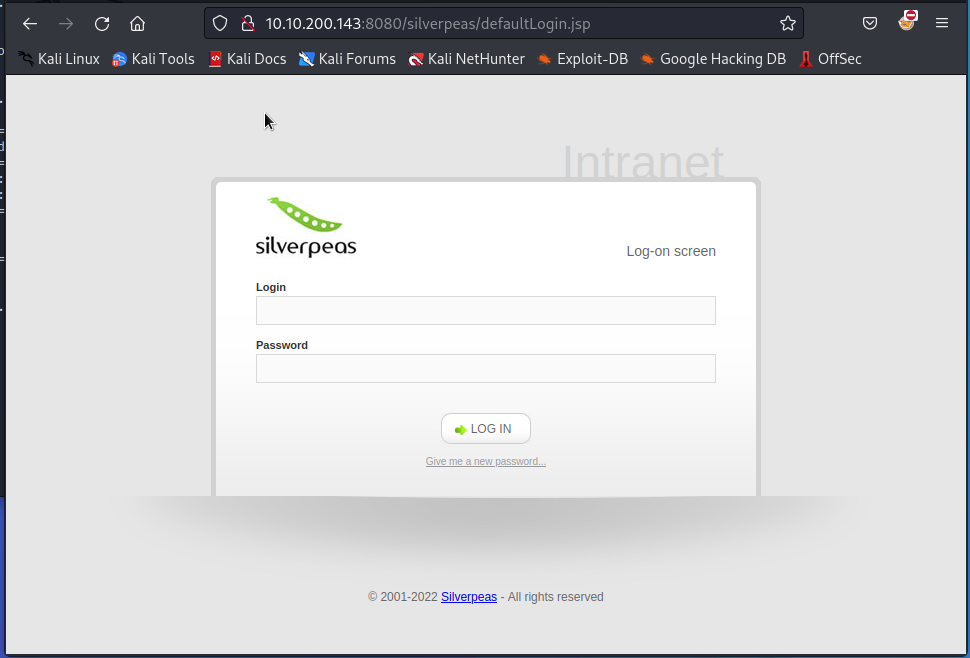 10.10.200.143:8080/silverpeas/defaultLogin.jsp
Kali Linux Kali Tools Kali Docs Kali Forums Kali NetHunter Exploit-DB Google Hacking DB OffSec
Intranet
silverpeas
Log-on screen
Login
Password
LOG IN
Give me a new password...
© 2001-2022 Silverpeas - All rights reserved